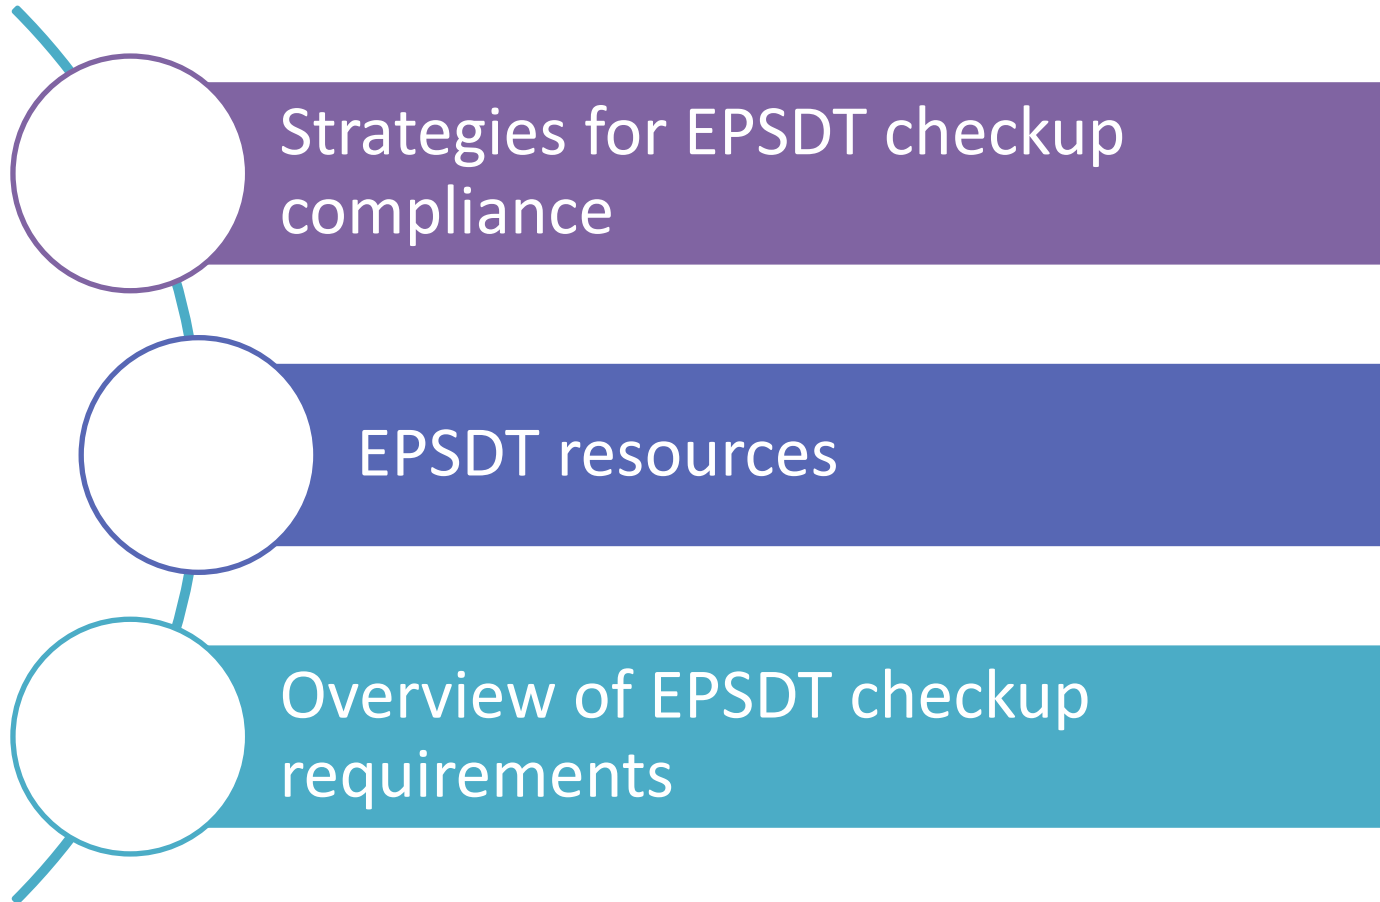 Strategies for EPSDT checkup
compliance
EPSDT resources
Overview of EPSDT checkup
requirements